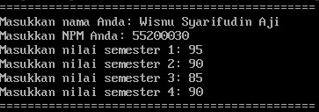 ========================================
Masukkan nama Anda: Wisnu Syarifudin Aji
Masukkan NPM Anda: 55200030
Masukkan nilai semester 1: 95
Masukkan nilai semester 2: 90
Masukkan nilai semester 3: 85
Masukkan nilai semester 4: 90
========================================